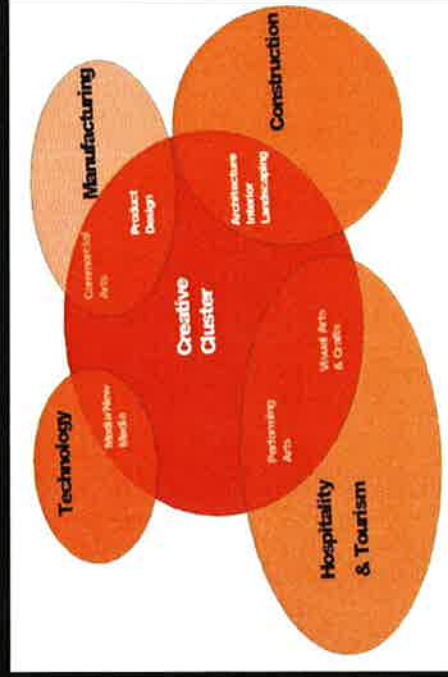 Technology
Manufacturing
Media/New
Media
Commercial
Arts
Product
Design
Creative
Cluster
Architecture
Interior
Landscaping
Construction
Performing
Arts
Visual Arts
& Crafts
Hospitality
& Tourism